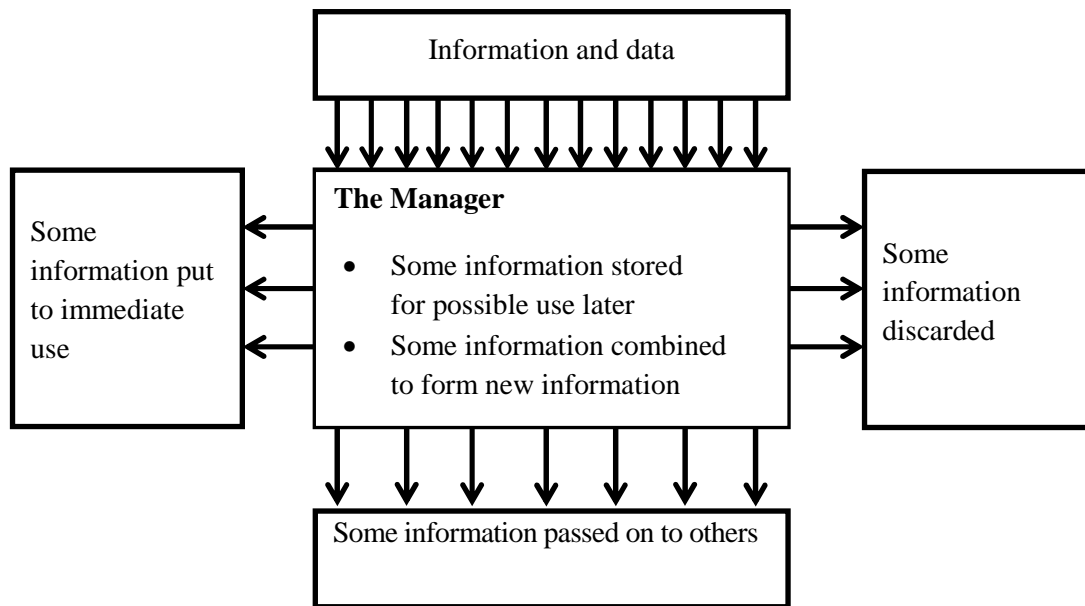 Information and data
The Manager
• Some information stored
for possible use later
• Some information combined
to form new information
Some
information put
to immediate
use
Some
information
discarded
Some information passed on to others